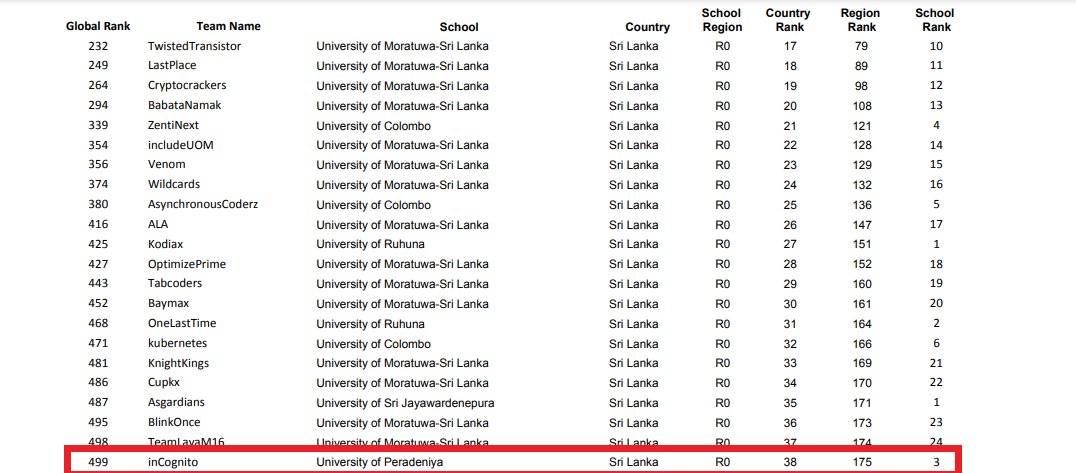 Global Rank Team Name School Country School Region Country Rank Region Rank School Rank
232 TwistedTransistor University of Moratuwa-Sri Lanka Sri Lanka R0 17 79 10
249 LastPlace University of Moratuwa-Sri Lanka Sri Lanka R0 18 89 11
264 Cryptocrackers University of Moratuwa-Sri Lanka Sri Lanka R0 19 98 12
294 BabataNamak University of Moratuwa-Sri Lanka Sri Lanka R0 20 108 13
339 ZentiNext University of Colombo Sri Lanka R0 21 121 4
354 includeUOM University of Moratuwa-Sri Lanka Sri Lanka R0 22 128 14
356 Venom University of Moratuwa-Sri Lanka Sri Lanka R0 23 129 15
374 Wildcards University of Moratuwa-Sri Lanka Sri Lanka R0 24 132 16
380 AsynchronousCoderz University of Colombo Sri Lanka R0 25 136 5
416 ALA University of Moratuwa-Sri Lanka Sri Lanka R0 26 147 17
425 Kodiax University of Ruhuna Sri Lanka R0 27 151 1
427 OptimizePrime University of Moratuwa-Sri Lanka Sri Lanka R0 28 152 18
443 Tabcoders University of Moratuwa-Sri Lanka Sri Lanka R0 29 160 19
452 Baymax University of Moratuwa-Sri Lanka Sri Lanka R0 30 161 20
468 OneLastTime University of Ruhuna Sri Lanka R0 31 164 2
471 kubernetes University of Colombo Sri Lanka R0 32 166 6
481 KnightKings University of Moratuwa-Sri Lanka Sri Lanka R0 33 169 21
486 Cupkx University of Moratuwa-Sri Lanka Sri Lanka R0 34 170 22
487 Asgardians University of Sri Jayawardenepura Sri Lanka R0 35 171 1
495 BlinkOnce University of Moratuwa-Sri Lanka Sri Lanka R0 36 173 23
498 TeamLavaM16 University of Moratuwa-Sri Lanka Sri Lanka R0 37 174 24
499 inCognito University of Peradeniya Sri Lanka R0 38 175 3